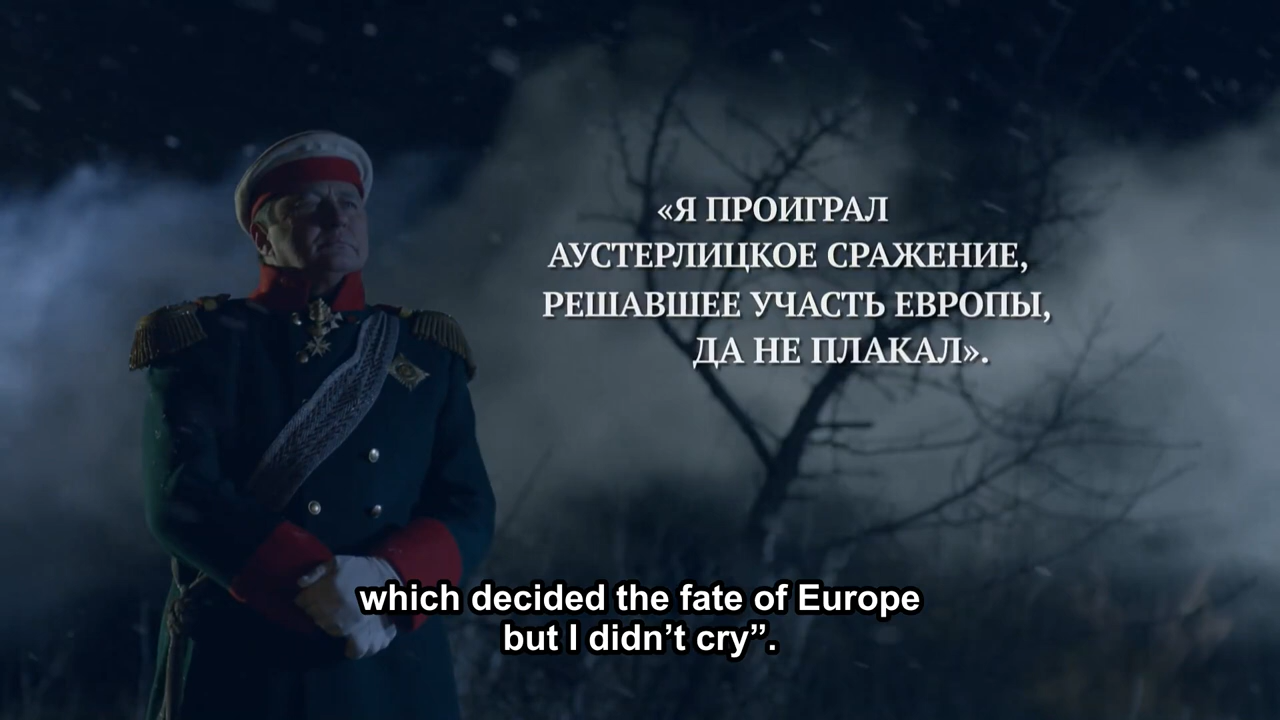 «Я ПРОИГРАЛ
АУСТЕРЛИЦКОЕ СРАЖЕНИЕ,
РЕШАВШЕЕ УЧАСТЬ ЕВРОПЫ,
ДА НЕ ПЛАКАЛ».
which decided the fate of Europe
but I didn’t cry”.